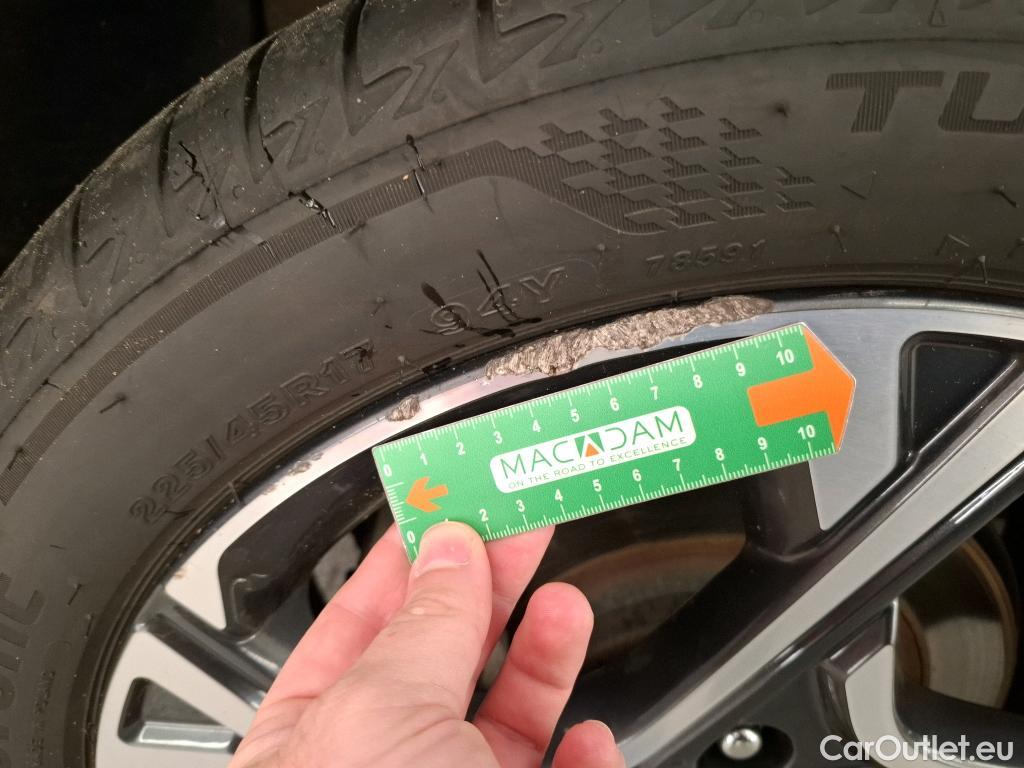 TU
78591
94Y
225/45R17
0 1 2 3 4 5 6 7 8 9 10
MACADAM
ON THE ROAD TO EXCELLENCE
0 1 2 3 4 5 6 7 8 9 10
CarOutlet.eu